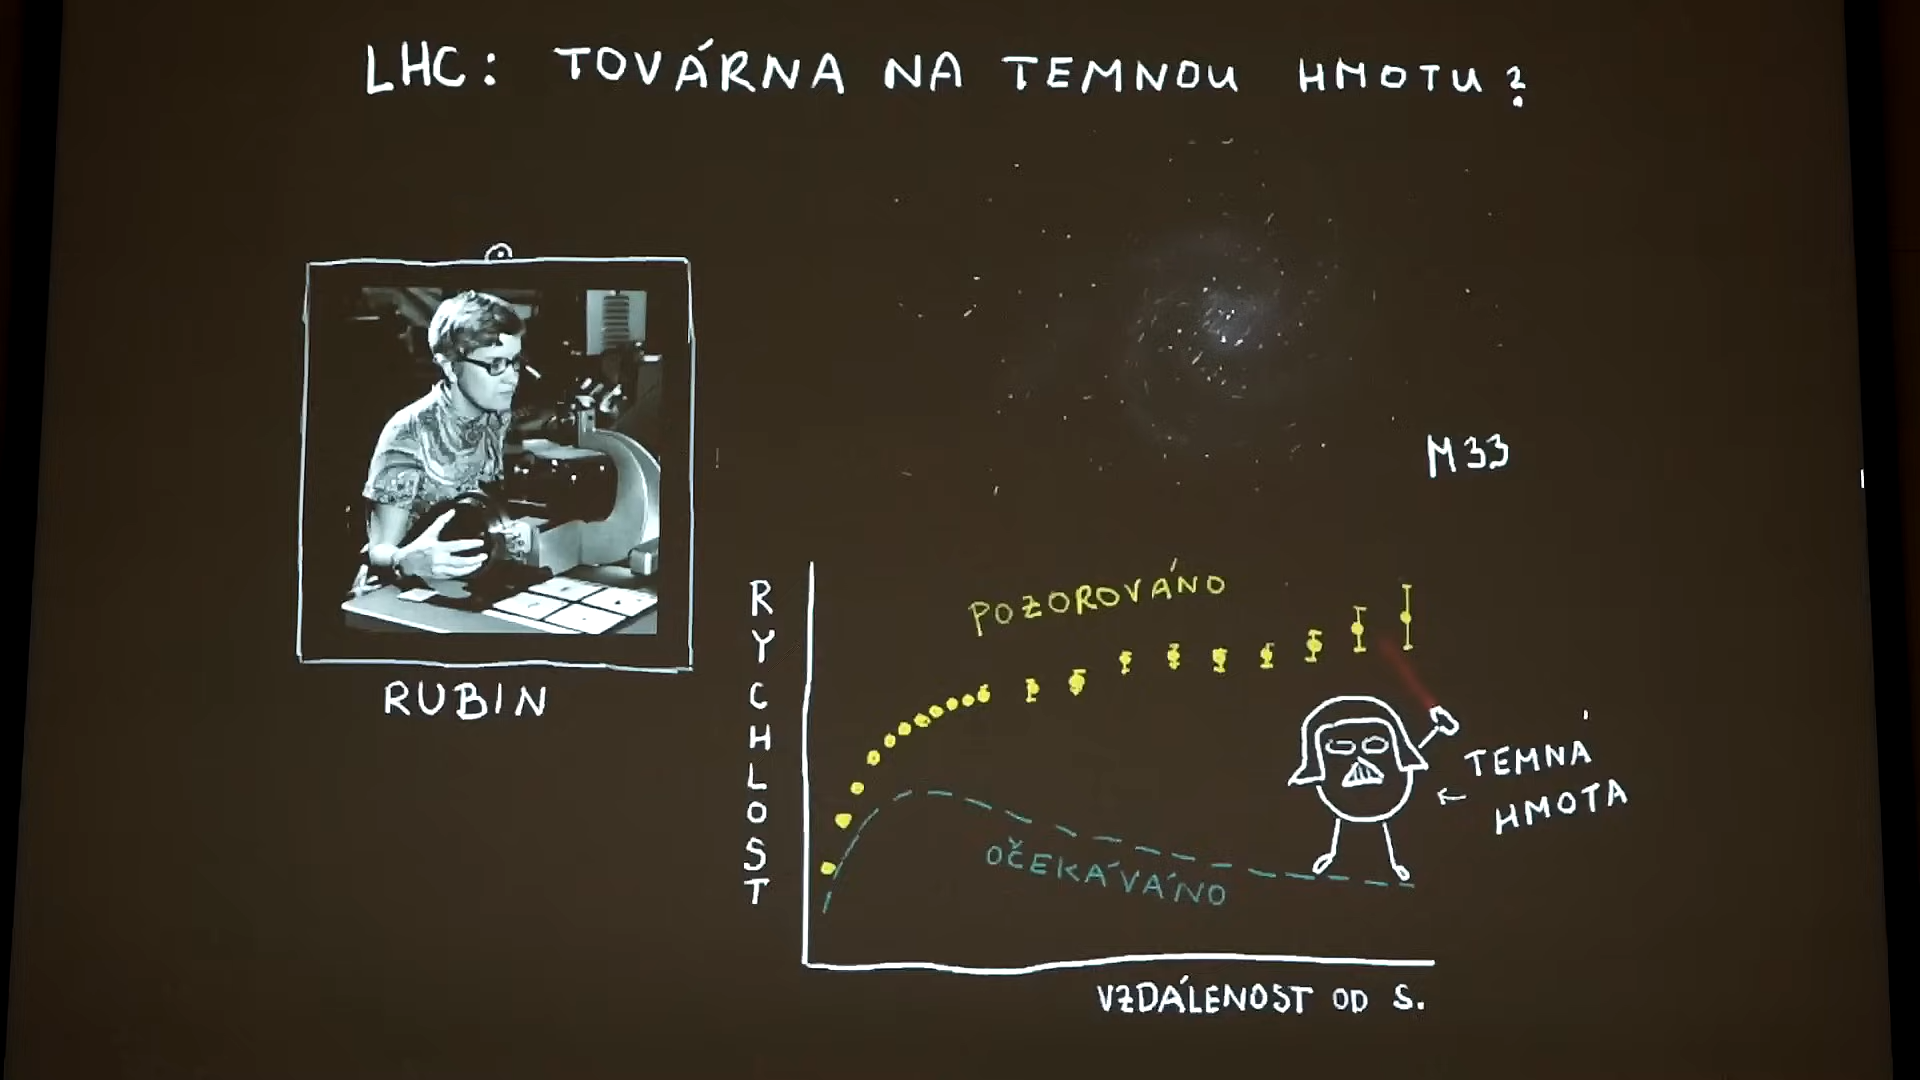 LHC: TOVÁRNA NA TEMNOU HMOTU?
RUBIN
M33
RYCHLOST
POZOROVÁNO
TEMNÁ
HMOTA
OČEKÁVÁNO
VZDÁLENOST OD S.